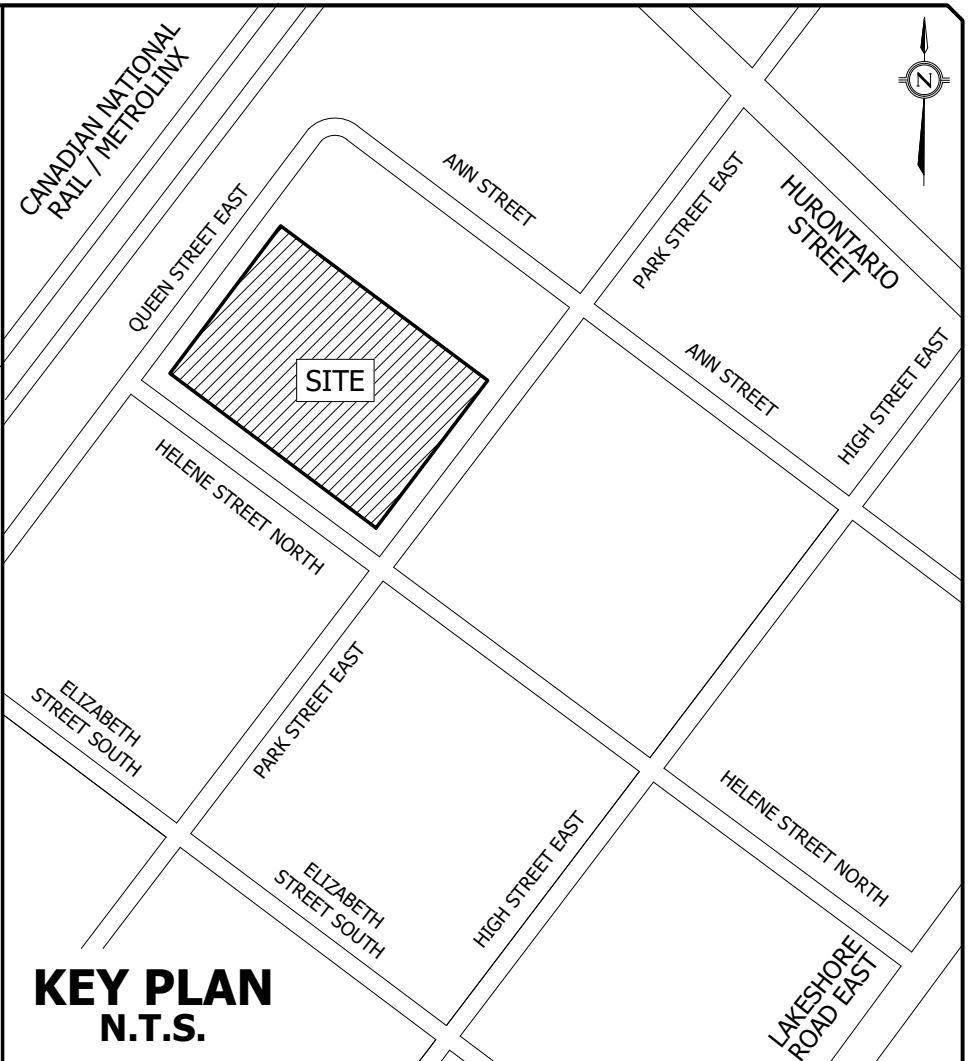 CANADIAN NATIONAL
RAIL / METROLINX
N
ANN STREET
QUEEN STREET EAST
PARK STREET EAST
HURONTARIO
STREET
SITE
ANN STREET
HIGH STREET EAST
HELENE STREET NORTH
ELIZABETH
STREET SOUTH
PARK STREET EAST
HELENE STREET NORTH
ELIZABETH
STREET SOUTH
HIGH STREET EAST
LAKESHORE
ROAD EAST
KEY PLAN
N.T.S.